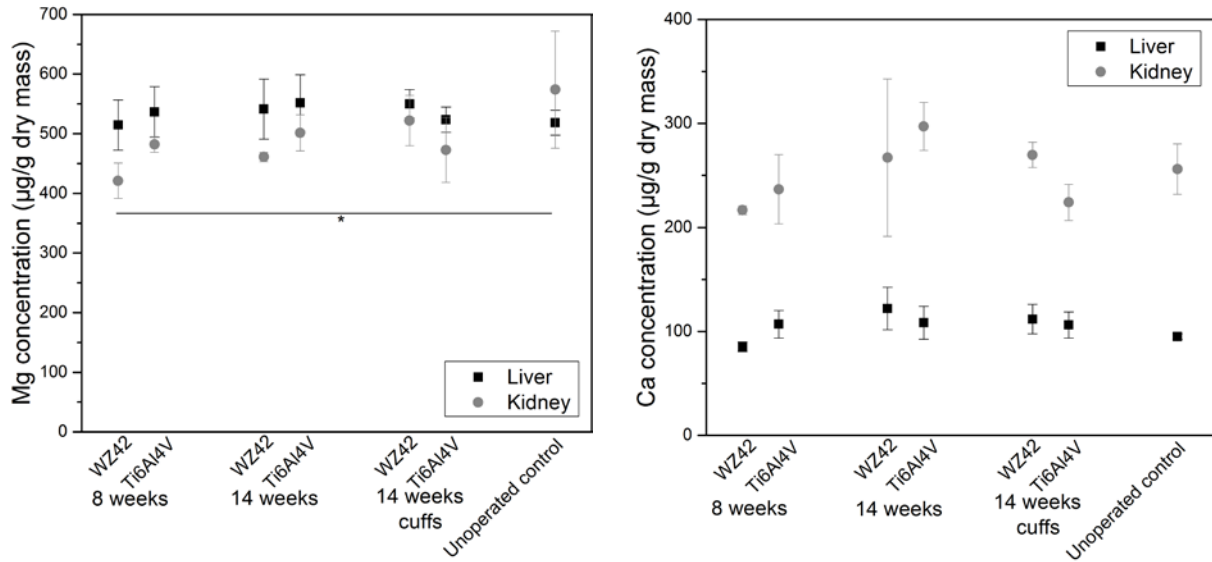 Mg concentration (µg/g dry mass)
700
600
500
400
300
200
100
0
*
Liver
Kidney
WZ42
Ti6Al4V
8 weeks
WZ42
Ti6Al4V
14 weeks
WZ42
Ti6Al4V
14 weeks
cuffs
Unoperated control
Ca concentration (µg/g dry mass)
400
300
200
100
0
Liver
Kidney
WZ42
Ti6Al4V
8 weeks
WZ42
Ti6Al4V
14 weeks
WZ42
Ti6Al4V
14 weeks
cuffs
Unoperated control